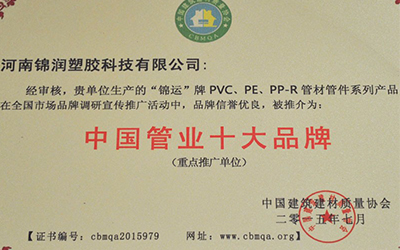 CBMQA
河南锦润塑胶科技有限公司:
经审核，贵单位生产的“锦运”牌 PVC、PE、PP-R 管材管件系列产品
在全国市场品牌调研宣传推广活动中，品牌信誉优良，被推介为:
中国管业十大品牌
(重点推广单位)
中国建筑建材质量协会
二〇一五年七月
【证书编号: cbmqa2015979 网址: www.cbmqa.org】